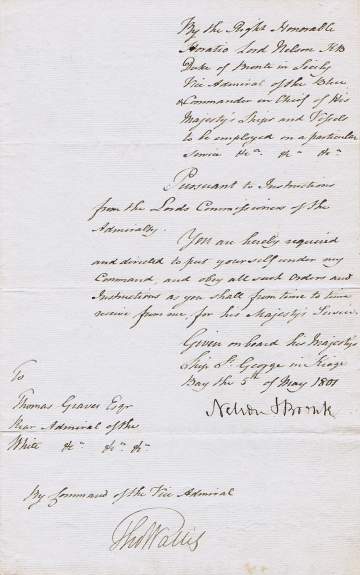 By the Right Honorable
Horatio Lord Nelson KB
Duke of Bronte in Sicily
Vice Admiral of the Blue
& Commander in Chief of His
Majesty's Ships and Vessels
to be employed on a particular
Service &c. &c. &c.
Pursuant to Instructions
from the Lords Commissioners of the
Admiralty.
You are hereby required
and directed to put yourself under my
Command, and obey all such Orders and
Instructions as you shall from time to time
receive from me, for his Majesty's Service.
Given on board his Majesty's
Ship St. George in Kioge
Bay the 5th of May 1801
Nelson & Bronte
To
Thomas Graves Esqr
Rear Admiral of the
White &c. &c. &c.
By Command of the Vice Admiral
Tho Wallis